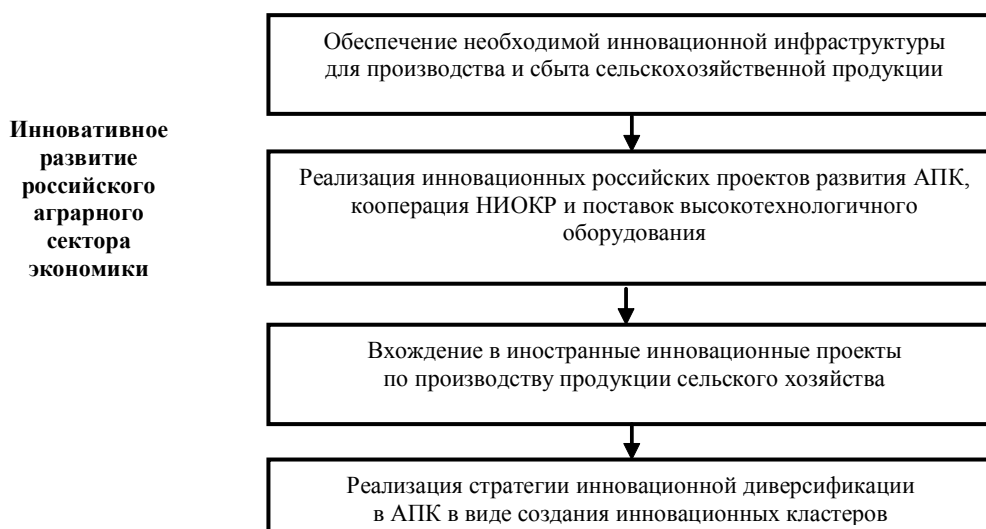 Обеспечение необходимой инновационной инфраструктуры
для производства и сбыта сельскохозяйственной продукции
Инновативное
развитие
российского
аграрного
сектора
экономики
Реализация инновационных российских проектов развития АПК,
кооперация НИОКР и поставок высокотехнологичного
оборудования
Вхождение в иностранные инновационные проекты
по производству продукции сельского хозяйства
Реализация стратегии инновационной диверсификации
в АПК в виде создания инновационных кластеров